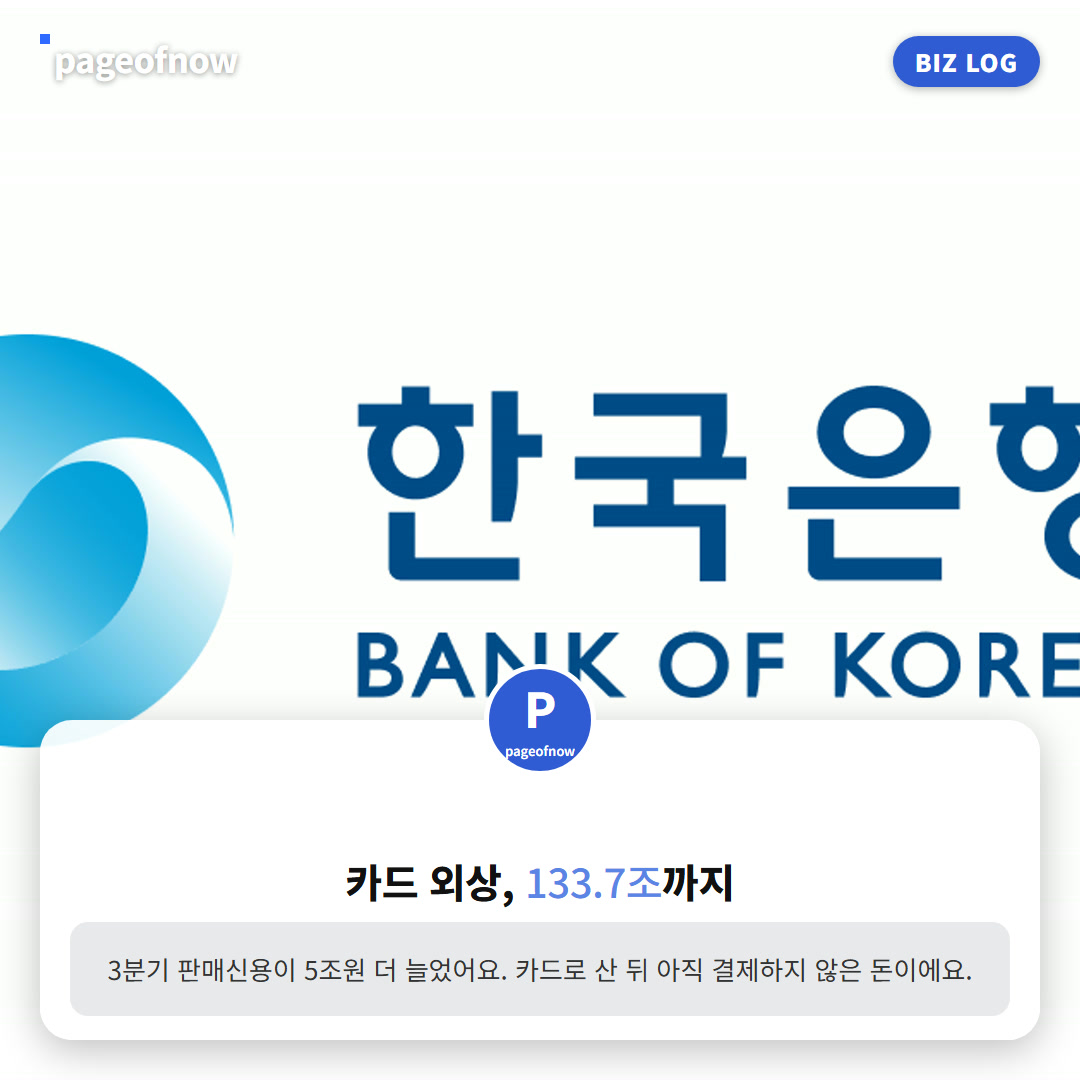 pageofnow
BIZ LOG
한국은행
BANK OF KORE
P
pageofnow
카드 외상, 133.7조까지
3분기 판매신용이 5조원 더 늘었어요. 카드로 산 뒤 아직 결제하지 않은 돈이에요.